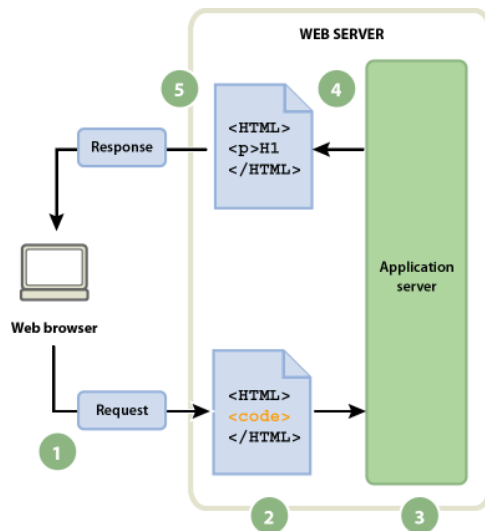 WEB SERVER
5
4
<HTML>
<p>H1
</HTML>
Response
Application
server
Web browser
Request
<HTML>
<code>
</HTML>
1
2
3